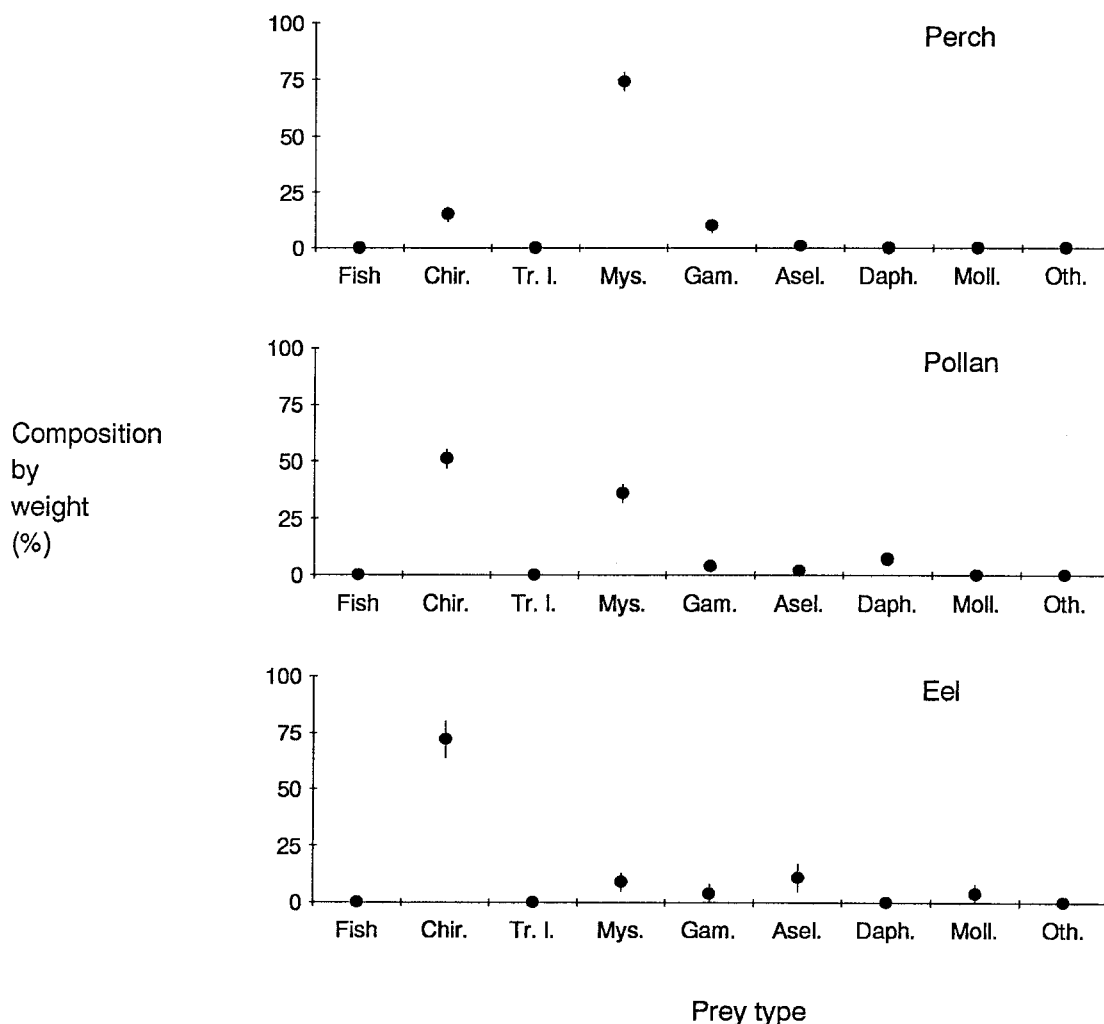 Perch
100
75
50
25
0
Fish Chir. Tr. I. Mys. Gam. Asel. Daph. Moll. Oth.
Pollan
100
75
50
25
0
Fish Chir. Tr. I. Mys. Gam. Asel. Daph. Moll. Oth.
Composition
by
weight
(%)
Eel
100
75
50
25
0
Fish Chir. Tr. I. Mys. Gam. Asel. Daph. Moll. Oth.
Prey type